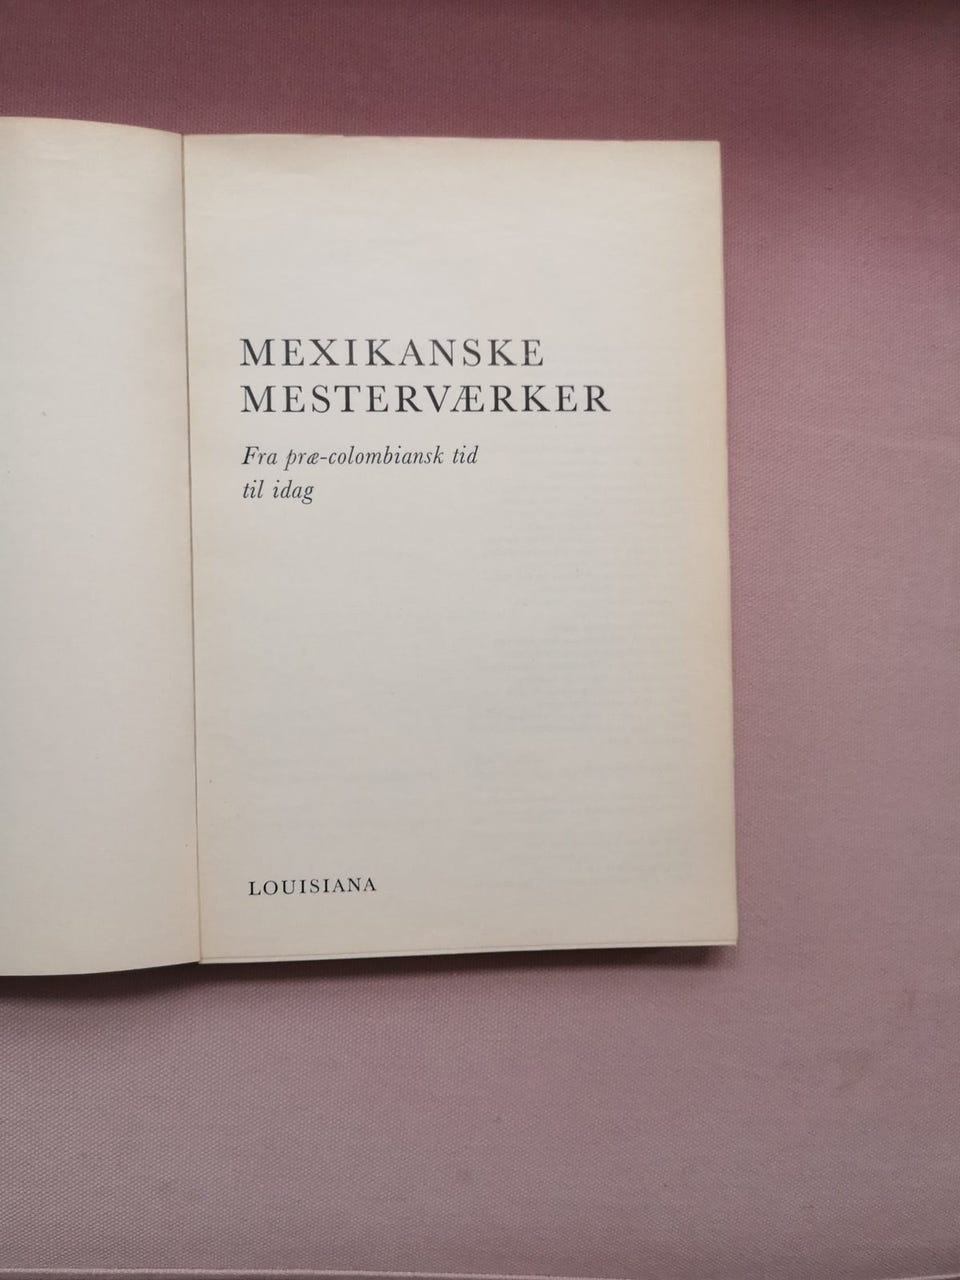 MEXIKANSKE
MESTERVÆRKER
Fra præ-colombiansk tid
til idag
LOUISIANA